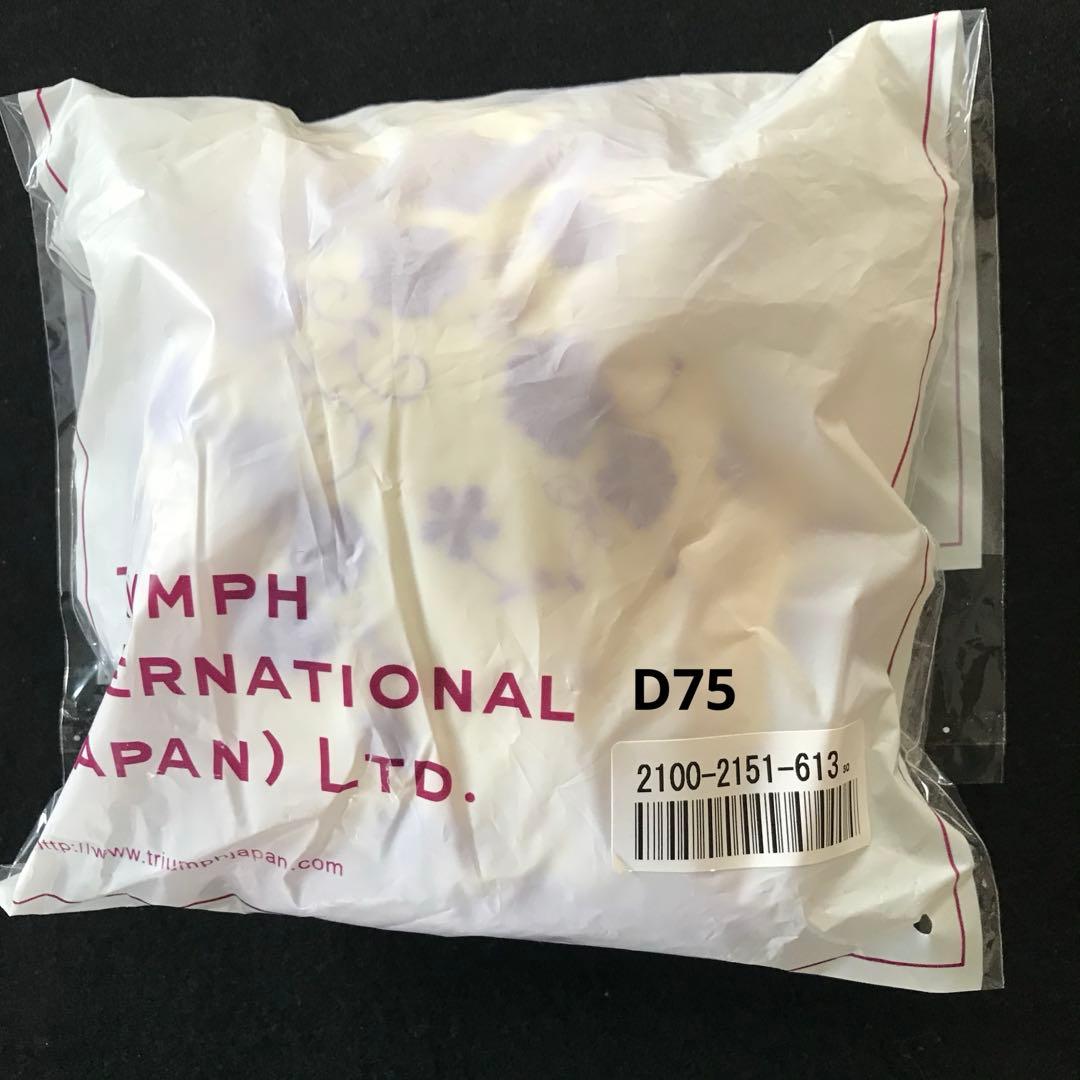 UMPH
ERNATIONAL
APAN) LTD.
http://www.triumphjapan.com
D75
2100-2151-613